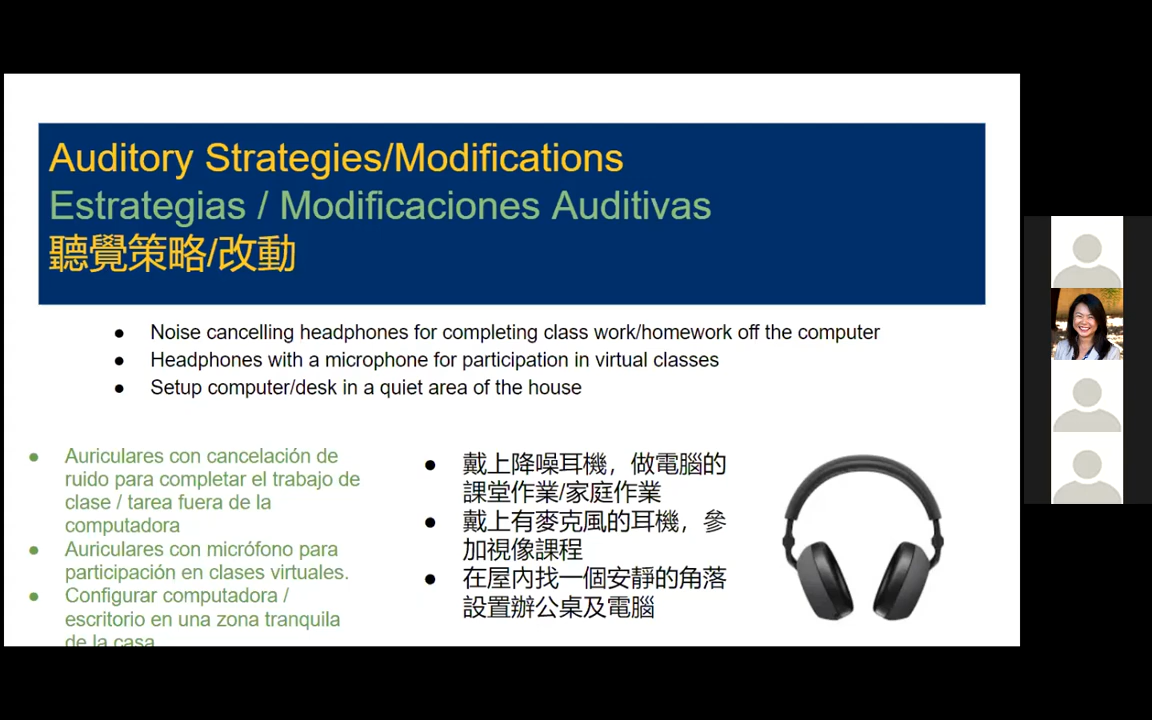 Auditory Strategies/Modifications
Estrategias / Modificaciones Auditivas
聽覺策略/改動
● Noise cancelling headphones for completing class work/homework off the computer
● Headphones with a microphone for participation in virtual classes
● Setup computer/desk in a quiet area of the house
● Auriculares con cancelación de
ruido para completar el trabajo de
clase / tarea fuera de la
computadora
● Auriculares con micrófono para
participación en clases virtuales.
● Configurar computadora /
escritorio en una zona tranquila
de la casa
● 戴上降噪耳機，做電腦的
課堂作業/家庭作業
● 戴上有麥克風的耳機，參
加視像課程
● 在屋內找一個安靜的角落
設置辦公桌及電腦